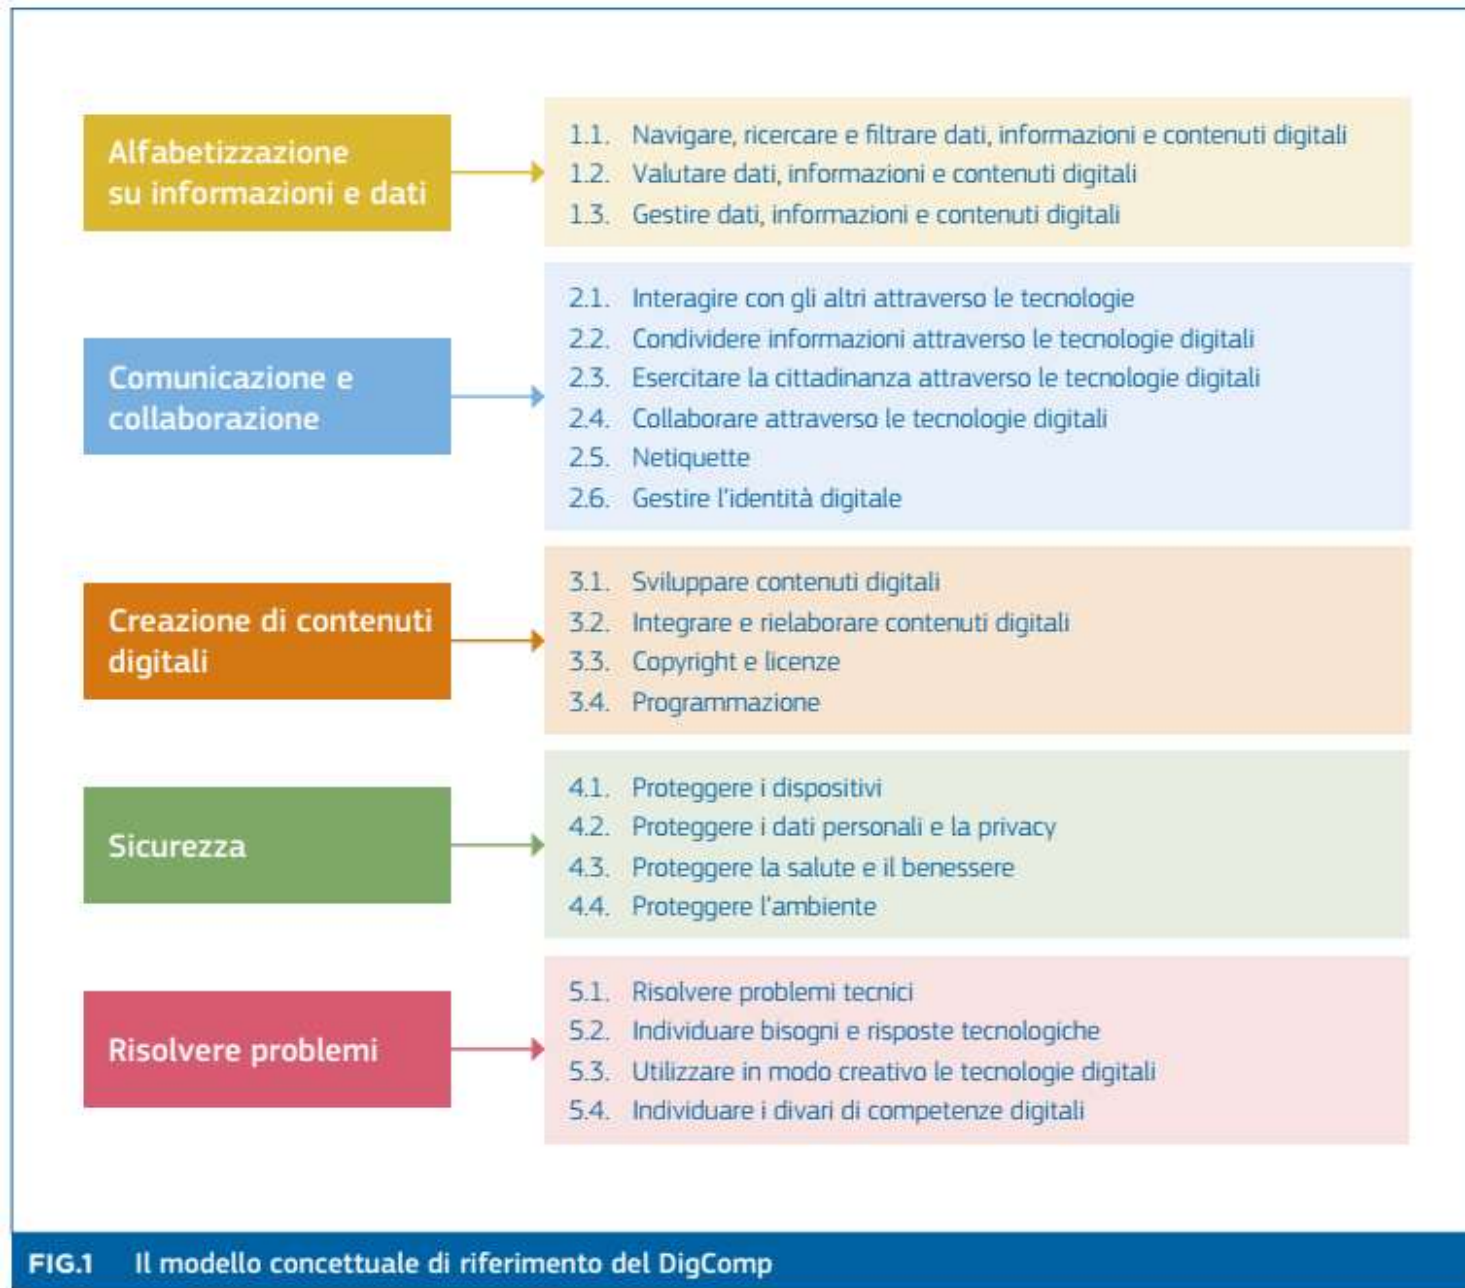 Alfabetizzazione
su informazioni e dati
1.1. Navigare, ricercare e filtrare dati, informazioni e contenuti digitali
1.2. Valutare dati, informazioni e contenuti digitali
1.3. Gestire dati, informazioni e contenuti digitali
Comunicazione e
collaborazione
2.1. Interagire con gli altri attraverso le tecnologie
2.2. Condividere informazioni attraverso le tecnologie digitali
2.3. Esercitare la cittadinanza attraverso le tecnologie digitali
2.4. Collaborare attraverso le tecnologie digitali
2.5. Netiquette
2.6. Gestire l'identità digitale
Creazione di contenuti
digitali
3.1. Sviluppare contenuti digitali
3.2. Integrare e rielaborare contenuti digitali
3.3. Copyright e licenze
3.4. Programmazione
Sicurezza
4.1. Proteggere i dispositivi
4.2. Proteggere i dati personali e la privacy
4.3. Proteggere la salute e il benessere
4.4. Proteggere l'ambiente
Risolvere problemi
5.1. Risolvere problemi tecnici
5.2. Individuare bisogni e risposte tecnologiche
5.3. Utilizzare in modo creativo le tecnologie digitali
5.4. Individuare i divari di competenze digitali
FIG.1 Il modello concettuale di riferimento del DigComp